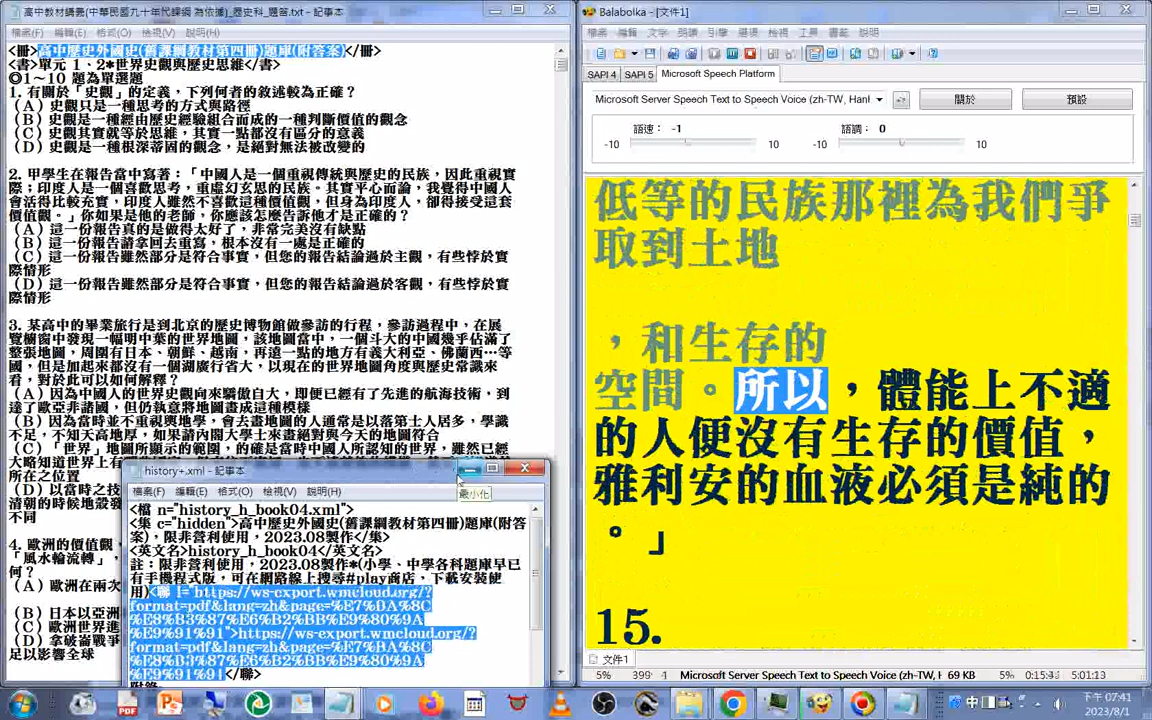 高中教材講義(中華民國九十年代課綱 為依據)_歷史科_題答.txt - 記事本
檔案(F) 編輯(E) 格式(O) 檢視(V) 說明(H)
<冊>高中歷史外國史(舊課綱教材第四冊)題庫(附答案)</冊>
<書>單元 1、2*世界史觀與歷史思維</書>
◎1～10 題為單選題
1. 有關於「史觀」的定義，下列何者的敘述較為正確？
(A) 史觀只是一種思考的方式與路徑
(B) 史觀是一種經由歷史經驗組合而成的一種判斷價值的觀念
(C) 史觀其實就等於思維，其實一點都沒有區分的意義
(D) 史觀是一種根深蒂固的觀念，是絕對無法被改變的
2. 甲學生在報告當中寫著：「中國人是一個重視傳統與歷史的民族，因此重視實
際；印度人是一個喜歡思考，重虛幻玄思的民族。其實平心而論，我覺得中國人
會活得比較充實，印度人雖然不喜歡這種價值觀，但身為印度人，卻得接受這套
價值觀。」你如果是他的老師，你應該怎麼告訴他才是正確的？
(A) 這一份報告真的是做得太好了，非常完美沒有缺點
(B) 這一份報告請拿回去重寫，根本沒有一處是正確的
(C) 這一份報告雖然部分是符合事實，但您的報告結論過於主觀，有些悖於實
際情形
(D) 這一份報告雖然部分是符合事實，但您的報告結論過於客觀，有些悖於實
際情形
3. 某高中的畢業旅行是到北京的歷史博物館做參訪的行程，參訪過程中，在展
覽櫥窗中發現一幅明中葉的世界地圖，該地圖當中，一個斗大的中國幾乎佔滿了
整張地圖，周圍有日本、朝鮮、越南，再遠一點的地方有義大利亞、佛蘭西…等
國，但是加起來都沒有一個湖廣行省大，以現在的世界地圖角度與歷史常識來
看，對於此可以如何解釋？
(A) 因為中國人的世界史觀向來驕傲自大，即便已經有了先進的航海技術，到
達了歐亞非諸國，但仍執意將地圖畫成這種模樣
(B) 因為當時並不重視與地學，會去畫地圖的人通常是以落第士人居多，學識
不足，不知天高地厚，如果請內閣大學士來畫絕對與今天的地圖符合
(C) 「世界」地圖所顯示的範圍，的確是當時中國人所認知的世界，雖然已經
大略知道世界上有
所在之位置
(D) 以當時之技
清朝的時候地殼發
不同
4. 歐洲的價值觀
「風水輪流轉」，
何？
(A) 歐洲在兩次
(B) 日本以亞洲
(C) 歐洲世界進
(D) 拿破崙戰爭
足以影響全球
history+.xml - 記事本
檔案(F) 編輯(E) 格式(O) 檢視(V) 說明(H)
最小化
<檔 n="history_h_book04.xml">
<集 c="hidden">高中歷史外國史(舊課綱教材第四冊)題庫(附答
案)，限非營利使用，2023.08製作</集>
<英文名>history_h_book04</英文名>
註：限非營利使用，2023.08製作*(小學、中學各科題庫早已
有手機程式版，可在網路線上搜尋#play商店，下載安裝使
用)<聯 l="https://ws-export.wmcloud.org/?
format=pdf&lang=zh&page=%E7%BA%8C
%E8%B3%87%E6%B2%BB%E9%80%9A
%E9%91%91">https://ws-export.wmcloud.org/?
format=pdf&lang=zh&page=%E7%BA%8C
%E8%B3%87%E6%B2%BB%E9%80%9A
%E9%91%91</聯>
Balabolka - [文件1]
檔案 編輯 文字 朗讀 引擎 選項 檢視 工具 書籤 說明
SAPI 4 SAPI 5 Microsoft Speech Platform
Microsoft Server Speech Text to Speech Voice (zh-TW, HanI
關於 預設
語速： -1 語調： 0
-10 10 -10 10
低等的民族那裡為我們爭
取到土地
，和生存的
空間。所以，體能上不適
的人便沒有生存的價值，
雅利安的血液必須是純的
。」
15.
文件1
5% 399 4 Microsoft Server Speech Text to Speech Voice (zh-TW 69 KB 5% 0:15:43 5:01:13
中
下午 07:41
2023/8/1